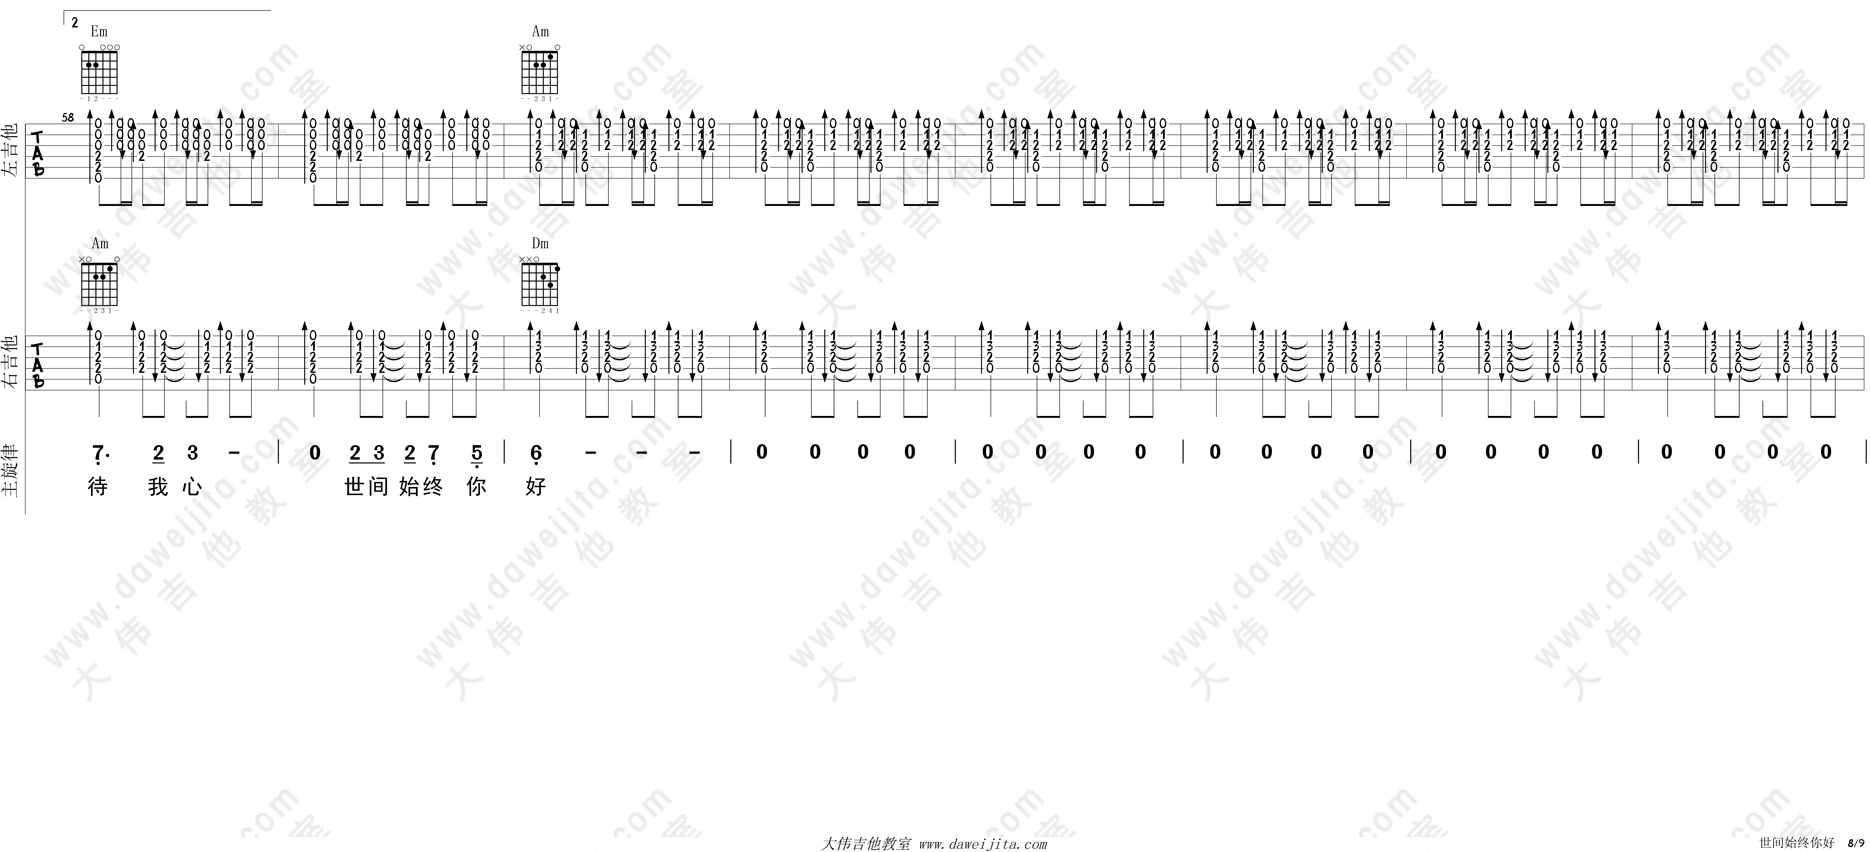 2
Em Am
58
左吉他 TAB
Am Dm
右吉他 TAB
主旋律 7. 2 3 - | 0 2 3 2 7 5 | 6 - - - | 0 0 0 0 | 0 0 0 0 | 0 0 0 0 | 0 0 0 0 | 0 0 0 0 |
待 我 心 世 间 始 终 你 好
www.daweijita.com
大伟吉他教室
大伟吉他教室 www.daweijita.com
世间始终你好 8/9